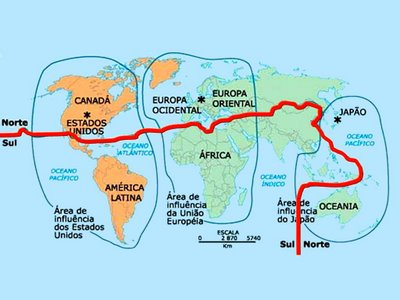 CANADÁ
ESTADOS
UNIDOS
EUROPA
OCIDENTAL
EUROPA
ORIENTAL
JAPÃO
Norte
Sul
OCEANO
PACÍFICO
OCEANO
ATLÂNTICO
OCEANO
PACÍFICO
ÁFRICA
OCEANO
ÍNDICO
AMÉRICA
LATINA
OCEANIA
Área de
influência
dos Estados
Unidos
Área de
influência
da União
Européia
Área de
influência
do Japão
ESCALA
0 2 870 5740
Km
Sul
Norte